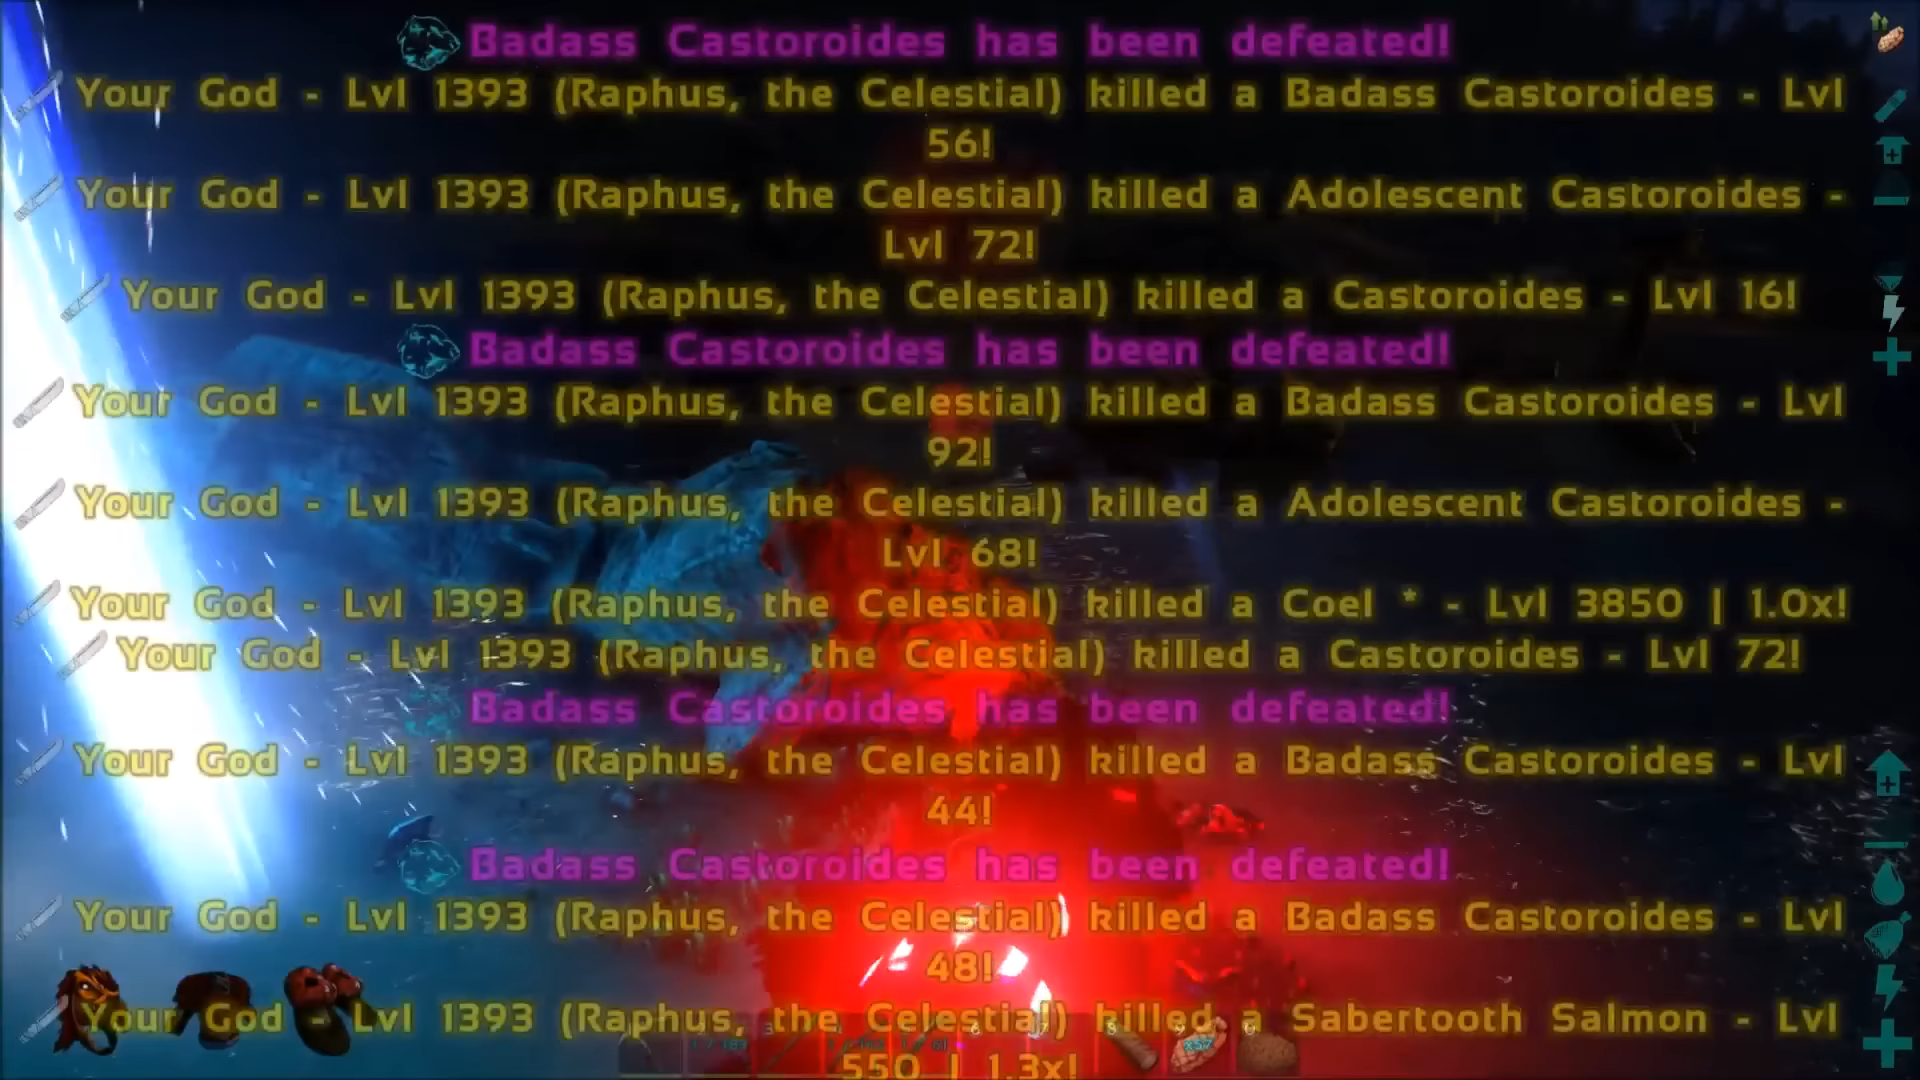 Badass Castoroides has been defeated!
Your God - Lvl 1393 (Raphus, the Celestial) killed a Badass Castoroides - Lvl
56!
Your God - Lvl 1393 (Raphus, the Celestial) killed a Adolescent Castoroides -
Lvl 72!
Your God - Lvl 1393 (Raphus, the Celestial) killed a Castoroides - Lvl 16!
Badass Castoroides has been defeated!
Your God - Lvl 1393 (Raphus, the Celestial) killed a Badass Castoroides - Lvl
92!
Your God - Lvl 1393 (Raphus, the Celestial) killed a Adolescent Castoroides -
Lvl 68!
Your God - Lvl 1393 (Raphus, the Celestial) killed a Coel * - Lvl 3850 | 1.0x!
Your God - Lvl 1393 (Raphus, the Celestial) killed a Castoroides - Lvl 72!
Badass Castoroides has been defeated!
Your God - Lvl 1393 (Raphus, the Celestial) killed a Badass Castoroides - Lvl
44!
Badass Castoroides has been defeated!
Your God - Lvl 1393 (Raphus, the Celestial) killed a Badass Castoroides - Lvl
48!
Your God - Lvl 1393 (Raphus, the Celestial) killed a Sabertooth Salmon - Lvl
550 | 1.3x!
3 6 7 8 9 0
x57